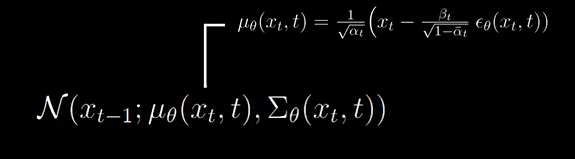 μ_θ(x_t, t) = 1/√α_t (x_t − β_t/√(1−ᾱ_t) ϵ_θ(x_t, t))
𝒩(x_{t−1}; μ_θ(x_t, t), Σ_θ(x_t, t))